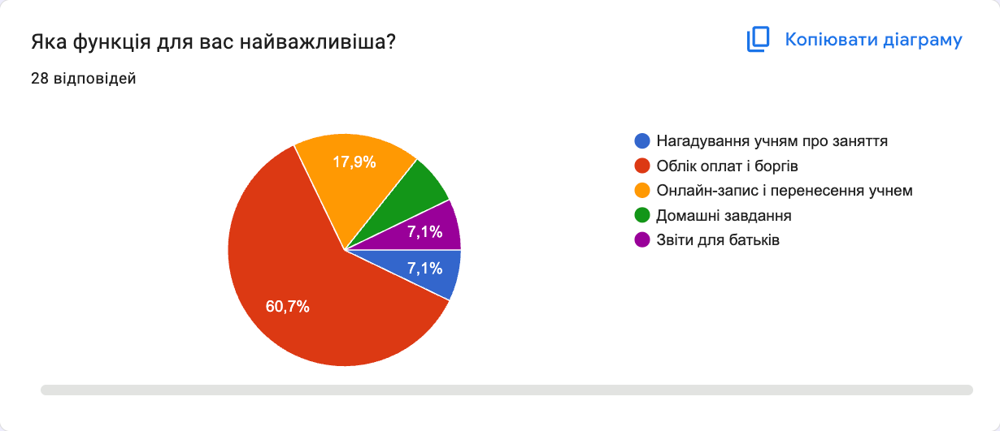 Яка функція для вас найважливіша?
Копіювати діаграму
28 відповідей
17,9%
7,1%
7,1%
60,7%
Нагадування учням про заняття
Облік оплат і боргів
Онлайн-запис і перенесення учнем
Домашні завдання
Звіти для батьків